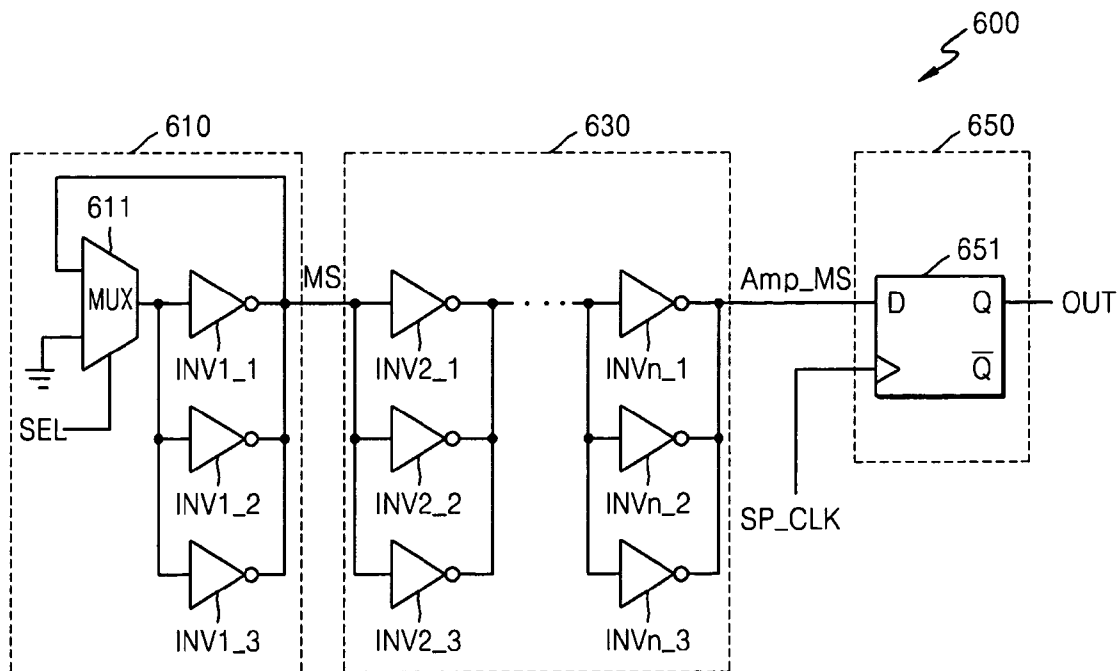 600
610
630
650
611
MUX
SEL
INV1_1
INV1_2
INV1_3
MS
INV2_1
INV2_2
INV2_3
. . .
INVn_1
INVn_2
INVn_3
Amp_MS
SP_CLK
651
D Q
Q̅
OUT